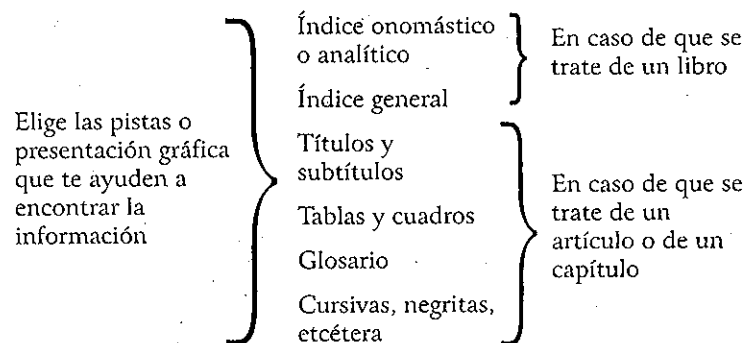 Elige las pistas o
presentación gráfica
que te ayuden a
encontrar la
información
Índice onomástico
o analítico
Índice general
Títulos y
subtítulos
Tablas y cuadros
Glosario
Cursivas, negritas,
etcétera
En caso de que se
trate de un libro
En caso de que se
trate de un
artículo o de un
capítulo